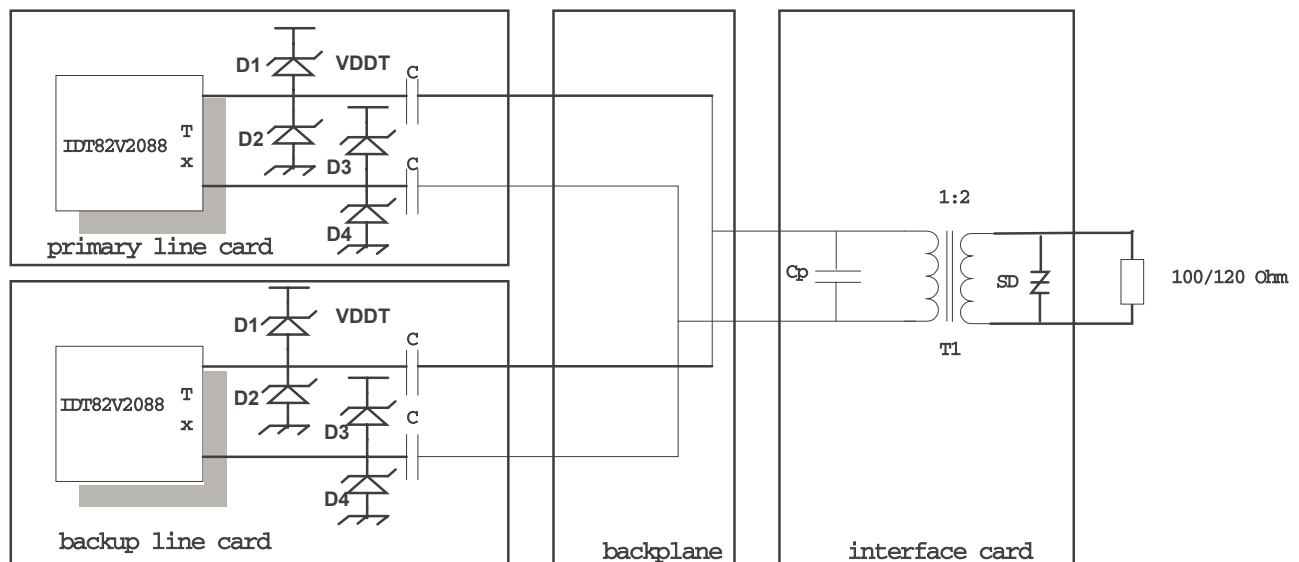 D1
VDDT
C
IDT82V2088
T
x
D2
D3
C
D4
primary line card
1:2
Cp
SD
100/120 Ohm
T1
D1
VDDT
C
IDT82V2088
T
x
D2
D3
C
D4
backup line card
backplane
interface card